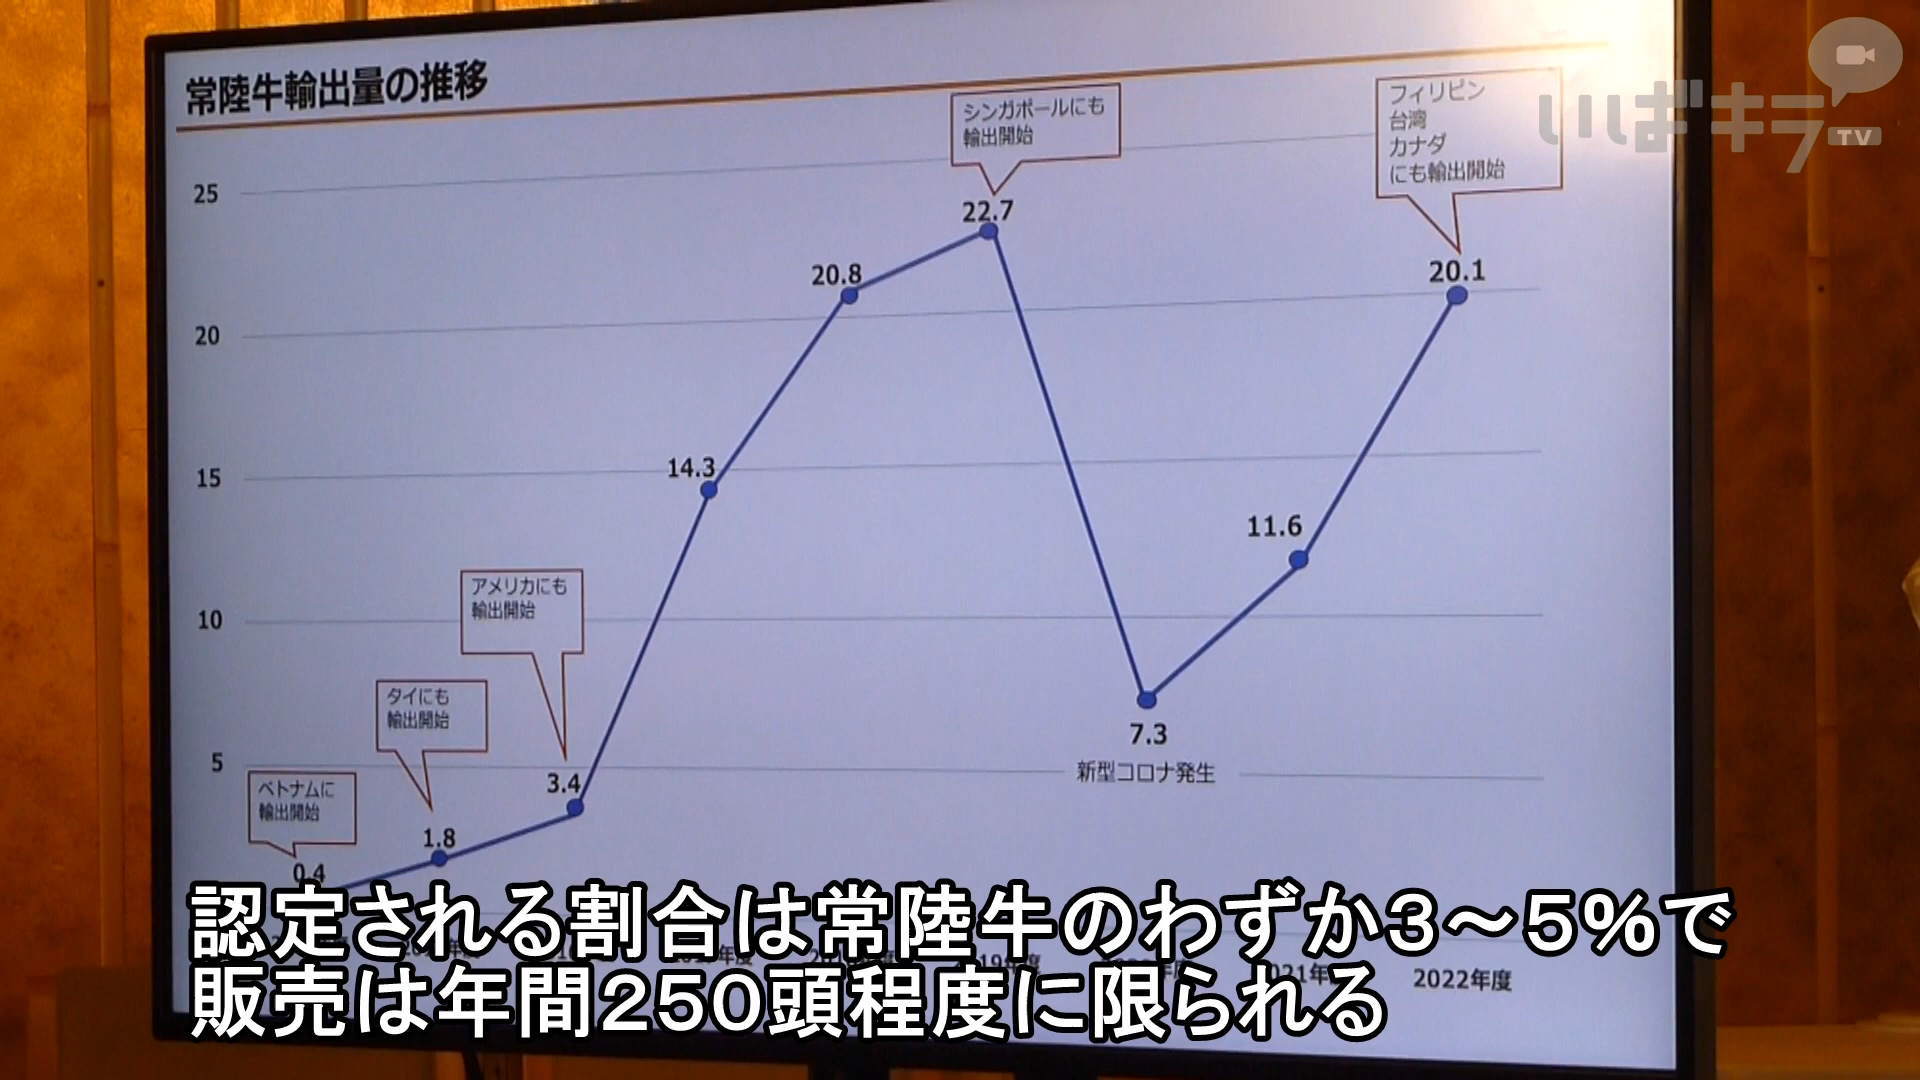 常陸牛輸出量の推移
いばキラ
TV
シンガポールにも
輸出開始
フィリピン
台湾
カナダ
にも輸出開始
25
22.7
20.1
20.8
20
14.3
15
11.6
アメリカにも
輸出開始
10
タイにも
輸出開始
7.3
新型コロナ発生
5
3.4
ベトナムに
輸出開始
1.8
0.4
2022年度
認定される割合は常陸牛のわずか3～5%で
販売は年間250頭程度に限られる